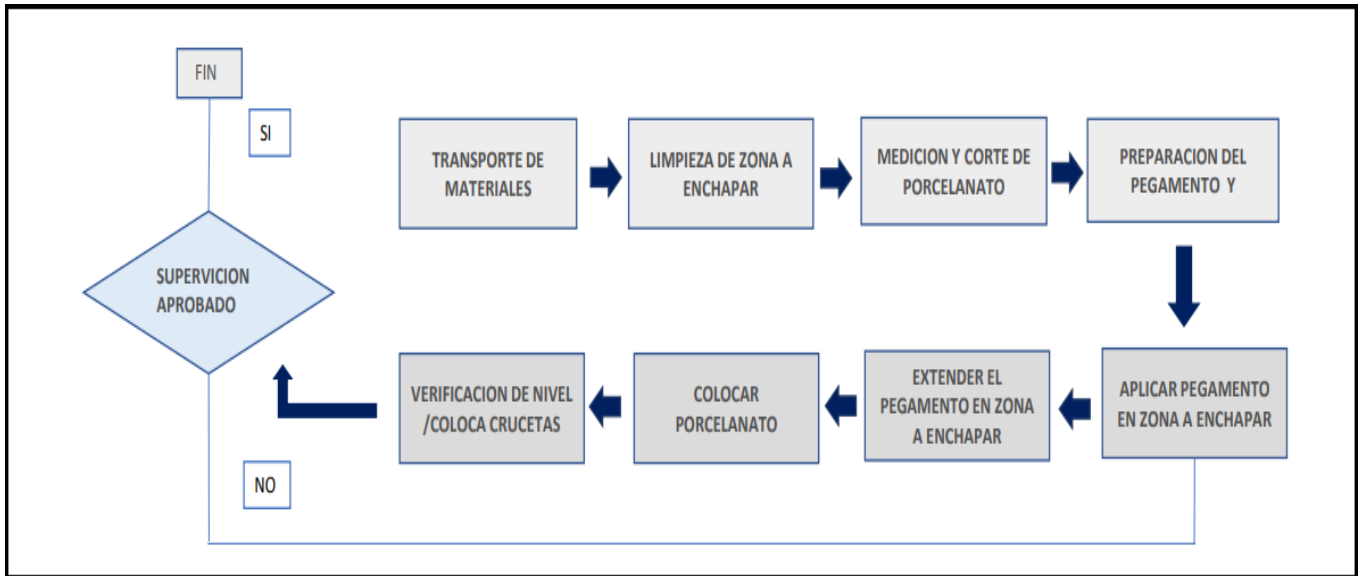 FIN
SI
TRANSPORTE DE
MATERIALES
LIMPIEZA DE ZONA A
ENCHAPAR
MEDICION Y CORTE DE
PORCELANATO
PREPARACION DEL
PEGAMENTO Y
SUPERVICION
APROBADO
VERIFICACION DE NIVEL
/COLOCA CRUCETAS
COLOCAR
PORCELANATO
EXTENDER EL
PEGAMENTO EN ZONA
A ENCHAPAR
APLICAR PEGAMENTO
EN ZONA A ENCHAPAR
NO